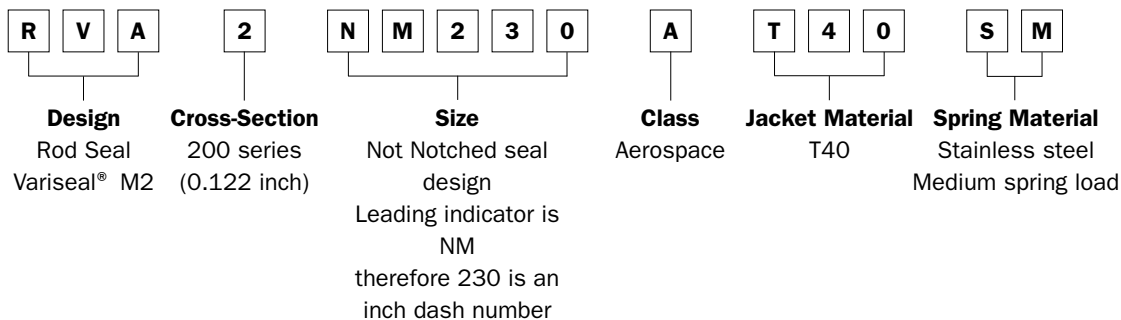 R V A 2 N M 2 3 0 A T 4 0 S M
Design Cross-Section Size Class Jacket Material Spring Material
Rod Seal 200 series Not Notched seal Aerospace T40 Stainless steel
Variseal® M2 (0.122 inch) design Medium spring load
Leading indicator is
NM
therefore 230 is an
inch dash number